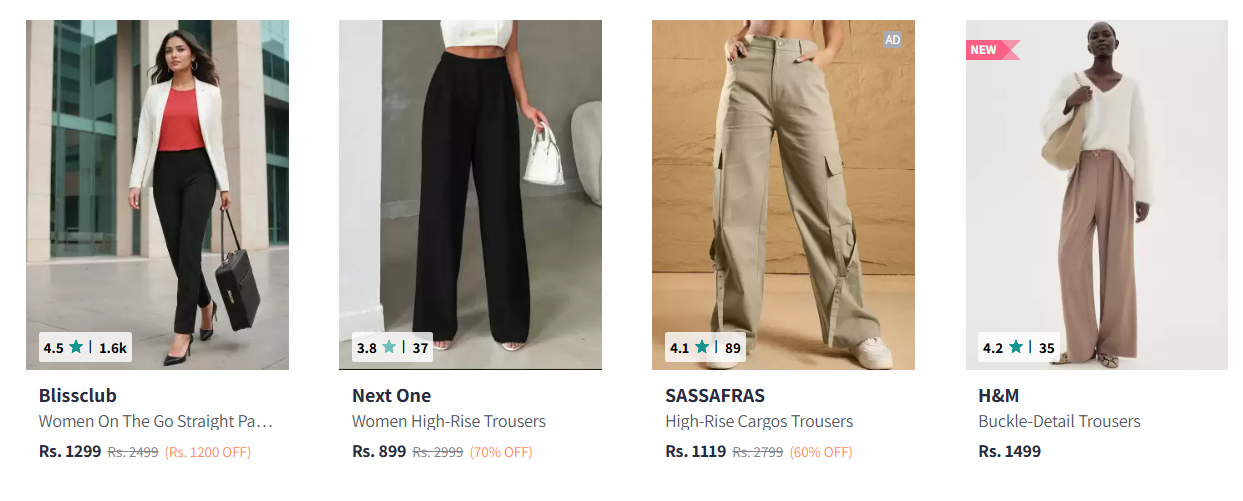 AD
NEW
4.5 ★ | 1.6k
3.8 ★ | 37
4.1 ★ | 89
4.2 ★ | 35
Blissclub
Women On The Go Straight Pa...
Rs. 1299 Rs. 2499 (Rs. 1200 OFF)
Next One
Women High-Rise Trousers
Rs. 899 Rs. 2999 (70% OFF)
SASSAFRAS
High-Rise Cargos Trousers
Rs. 1119 Rs. 2799 (60% OFF)
H&M
Buckle-Detail Trousers
Rs. 1499